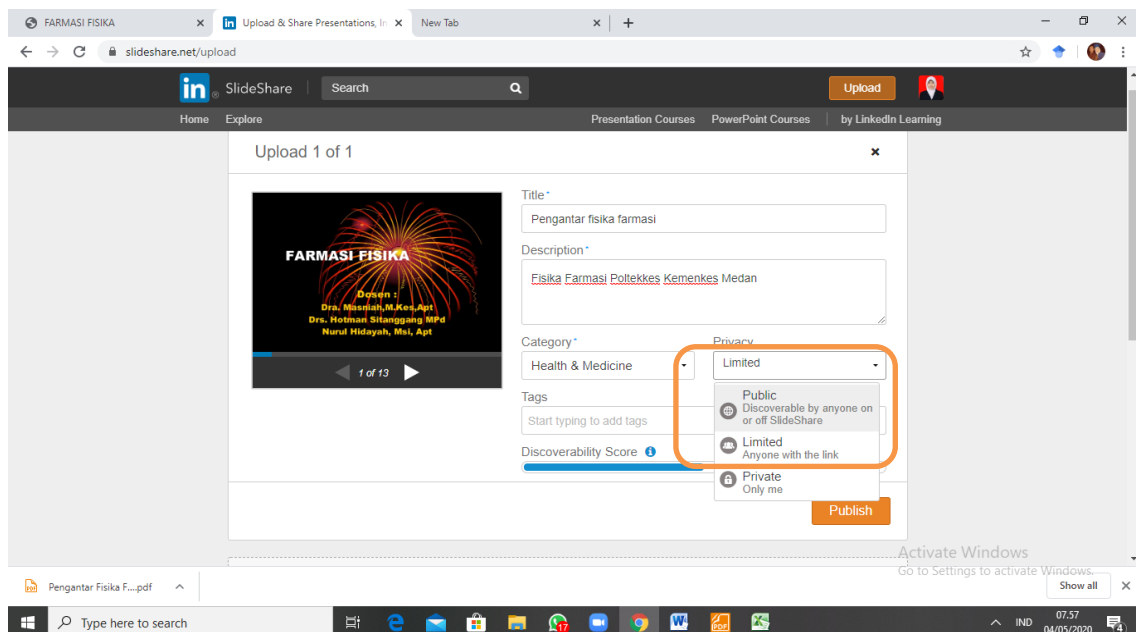 FARMASI FISIKA
Upload & Share Presentations, In
New Tab
slideshare.net/upload
in ® SlideShare
Search
Upload
Home Explore Presentation Courses PowerPoint Courses by LinkedIn Learning
Upload 1 of 1
FARMASI FISIKA
Dosen :
Dra. Masniah,M.Kes,Apt
Drs. Hotman Sitanggang MPd
Nurul Hidayah, Msi, Apt
1 of 13
Title*
Pengantar fisika farmasi
Description*
Fisika Farmasi Poltekkes Kemenkes Medan
Category*
Health & Medicine
Privacy
Limited
Public
Discoverable by anyone on
or off SlideShare
Limited
Anyone with the link
Private
Only me
Tags
Start typing to add tags
Discoverability Score
Publish
Activate Windows
Go to Settings to activate Windows.
Pengantar Fisika F....pdf
Show all
Type here to search
17
W
PDF
IND
07.57
04/05/2020
4